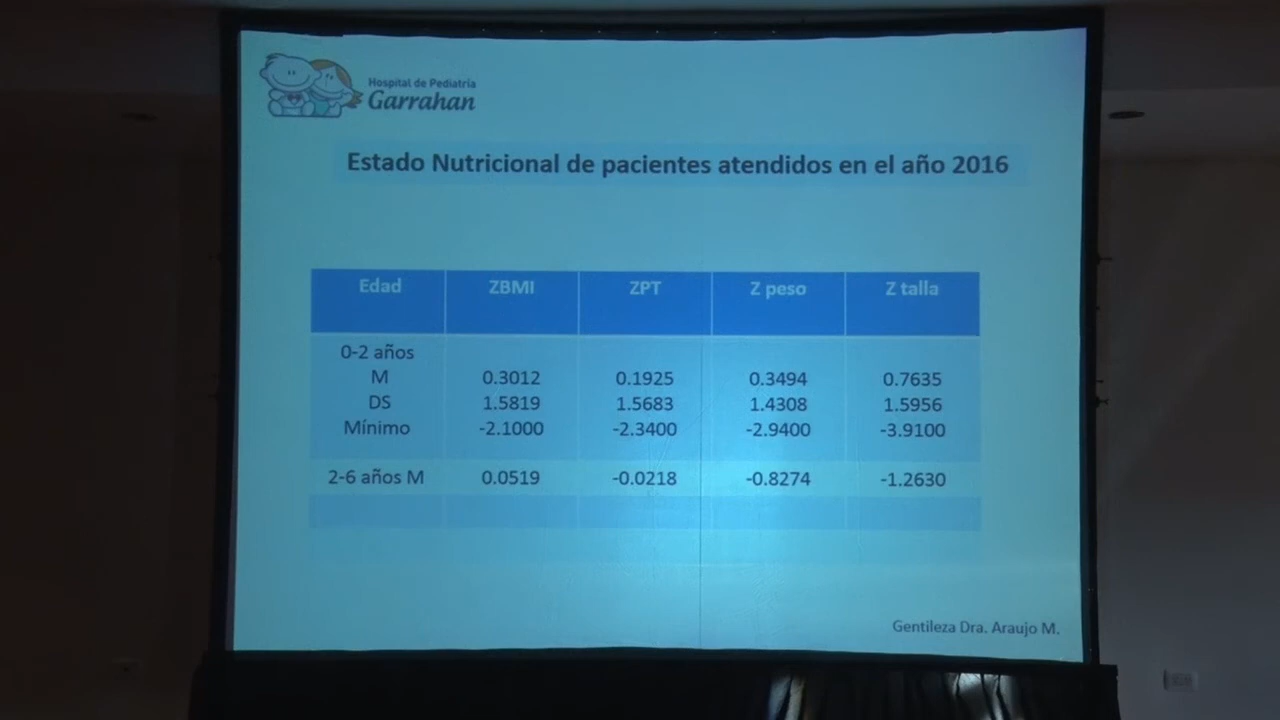 Hospital de Pediatría
Garrahan
Estado Nutricional de pacientes atendidos en el año 2016
Edad ZBMI ZPT Z peso Z talla
0-2 años
M 0.3012 0.1925 0.3494 0.7635
DS 1.5819 1.5683 1.4308 1.5956
Mínimo -2.1000 -2.3400 -2.9400 -3.9100
2-6 años M 0.0519 -0.0218 -0.8274 -1.2630
Gentileza Dra. Araujo M.